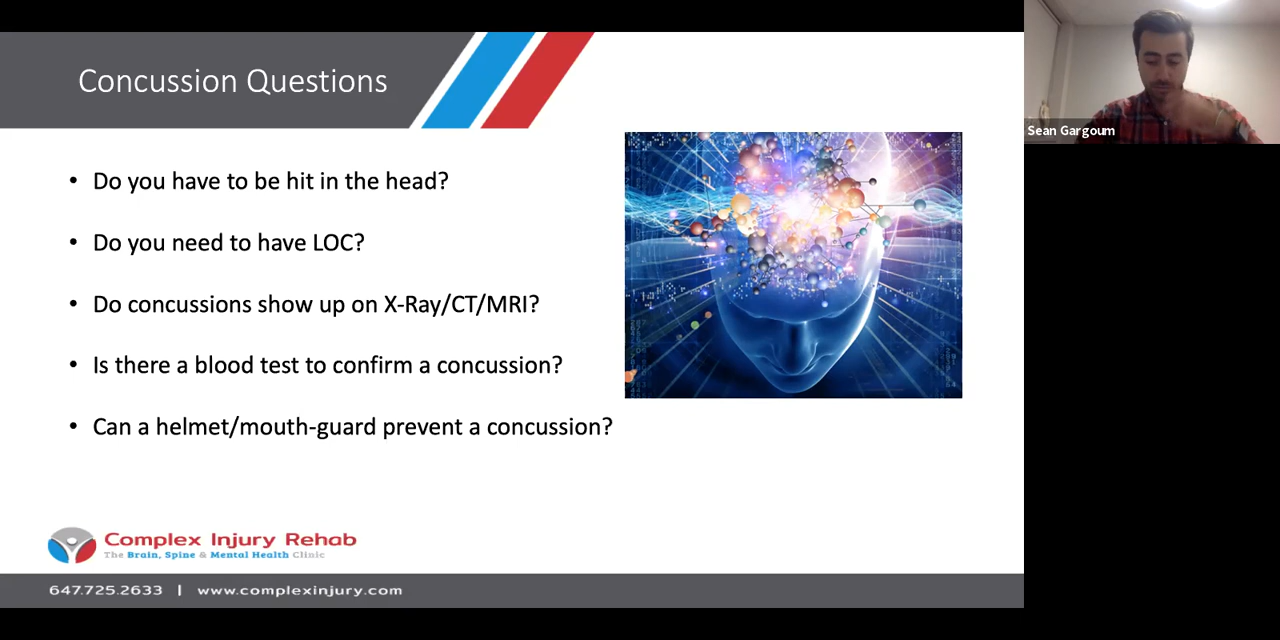 Concussion Questions
• Do you have to be hit in the head?
• Do you need to have LOC?
• Do concussions show up on X-Ray/CT/MRI?
• Is there a blood test to confirm a concussion?
• Can a helmet/mouth-guard prevent a concussion?
Complex Injury Rehab
The Brain, Spine & Mental Health Clinic
647.725.2633 | www.complexinjury.com
Sean Gargoum